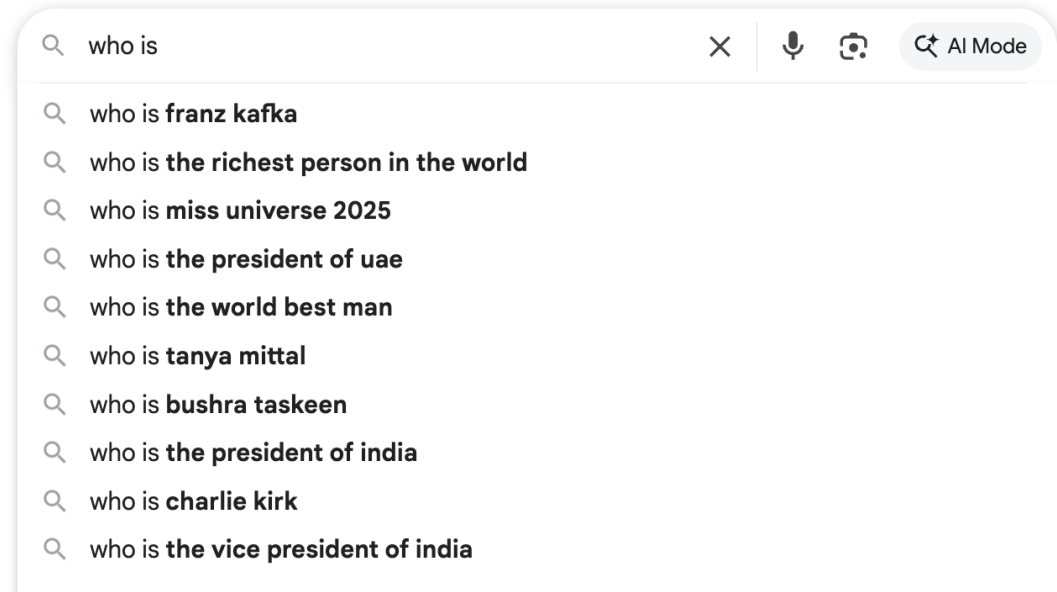 who is AI Mode
who is franz kafka
who is the richest person in the world
who is miss universe 2025
who is the president of uae
who is the world best man
who is tanya mittal
who is bushra taskeen
who is the president of india
who is charlie kirk
who is the vice president of india